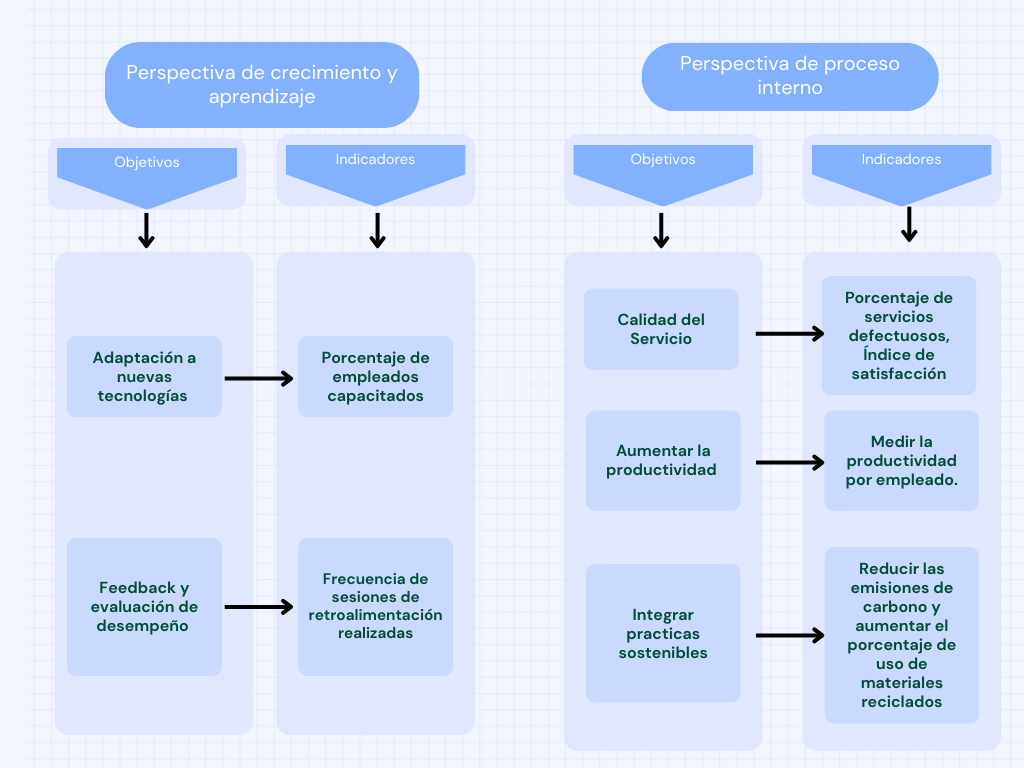 Perspectiva de crecimiento y
aprendizaje
Objetivos
Indicadores
Adaptación a
nuevas
tecnologías
Porcentaje de
empleados
capacitados
Feedback y
evaluación de
desempeño
Frecuencia de
sesiones de
retroalimentación
realizadas
Perspectiva de proceso
interno
Objetivos
Indicadores
Calidad del
Servicio
Porcentaje de
servicios
defectuosos,
Índice de
satisfacción
Aumentar la
productividad
Medir la
productividad
por empleado.
Integrar
practicas
sostenibles
Reducir las
emisiones de
carbono y
aumentar el
porcentaje de
uso de
materiales
reciclados